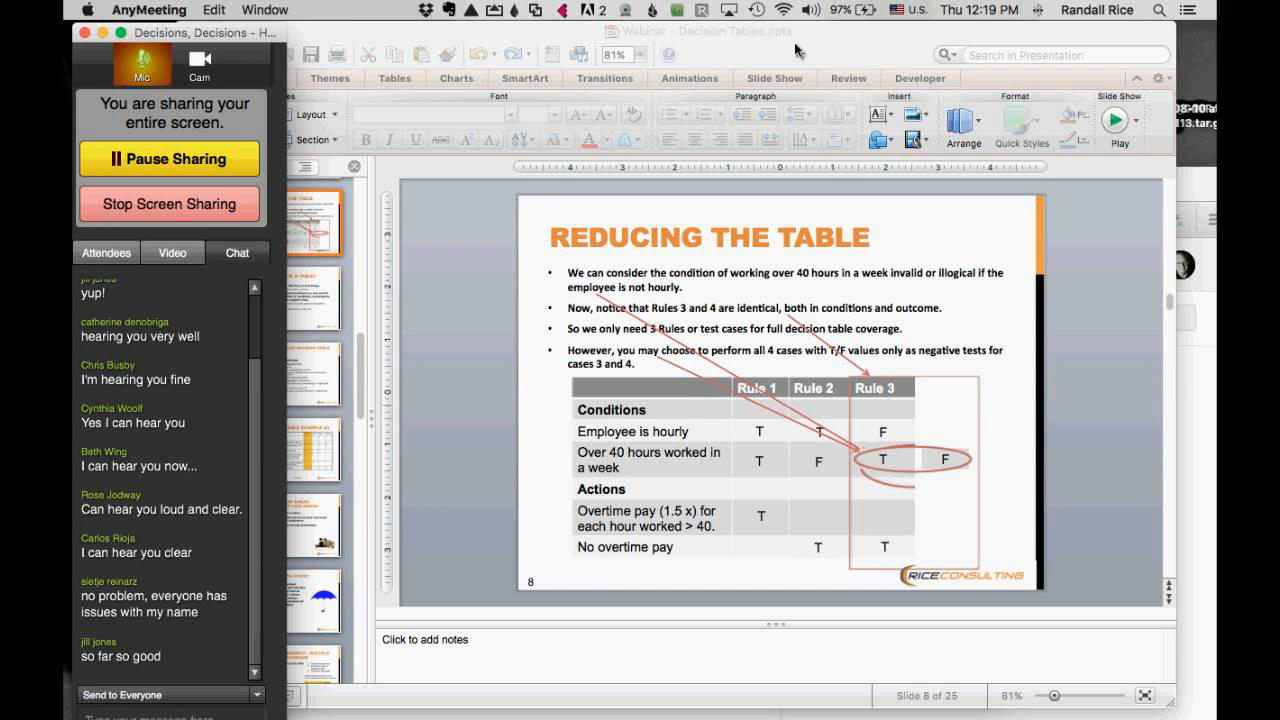 AnyMeeting Edit Window 97% U.S. Thu 12:19 PM Randall Rice
Decisions, Decisions - H...
Webinar - Decision Tables.pptx
Mic Cam
81%
Search in Presentation
Themes Tables Charts SmartArt Transitions Animations Slide Show Review Developer
Font Paragraph Insert Format Slide Show
You are sharing your
entire screen.
Layout
Section
Arrange Quick Styles Play
Pause Sharing
Stop Screen Sharing
Attendees Video Chat
jill jones
yup!
catherine denobriga
hearing you very well
Chris Busby
I'm hearing you fine
Cynthia Woolf
Yes I can hear you
Beth Wing
I can hear you now...
Rose Jodway
Can hear you loud and clear.
Carlos Rioja
I can hear you clear
sietje reinarz
no problem, everyone has
issues with my name
jill jones
so far so good
Send to Everyone
Type your message here
REDUCING THE TABLE
can consider the condition of working over 40 hours in a week invalid or illogical if
employee is not hourly.
Now, notice that Rules 3 and 4 are identical, both in conditions and outcome.
• So we only need 3 Rules or test cases for full decision table coverage.
However, you may choose to perform all 4 cases with T/F values only as negative tests
cases 3 and 4.
Rule 1 Rule 2 Rule 3
Conditions
Employee is hourly T F
Over 40 hours worked in
a week T F T F
Actions
Overtime pay (1.5 x) for
each hour worked > 40. T
No overtime pay T T
8
RICECONSULTING
Click to add notes
Slide 8 of 25 81%